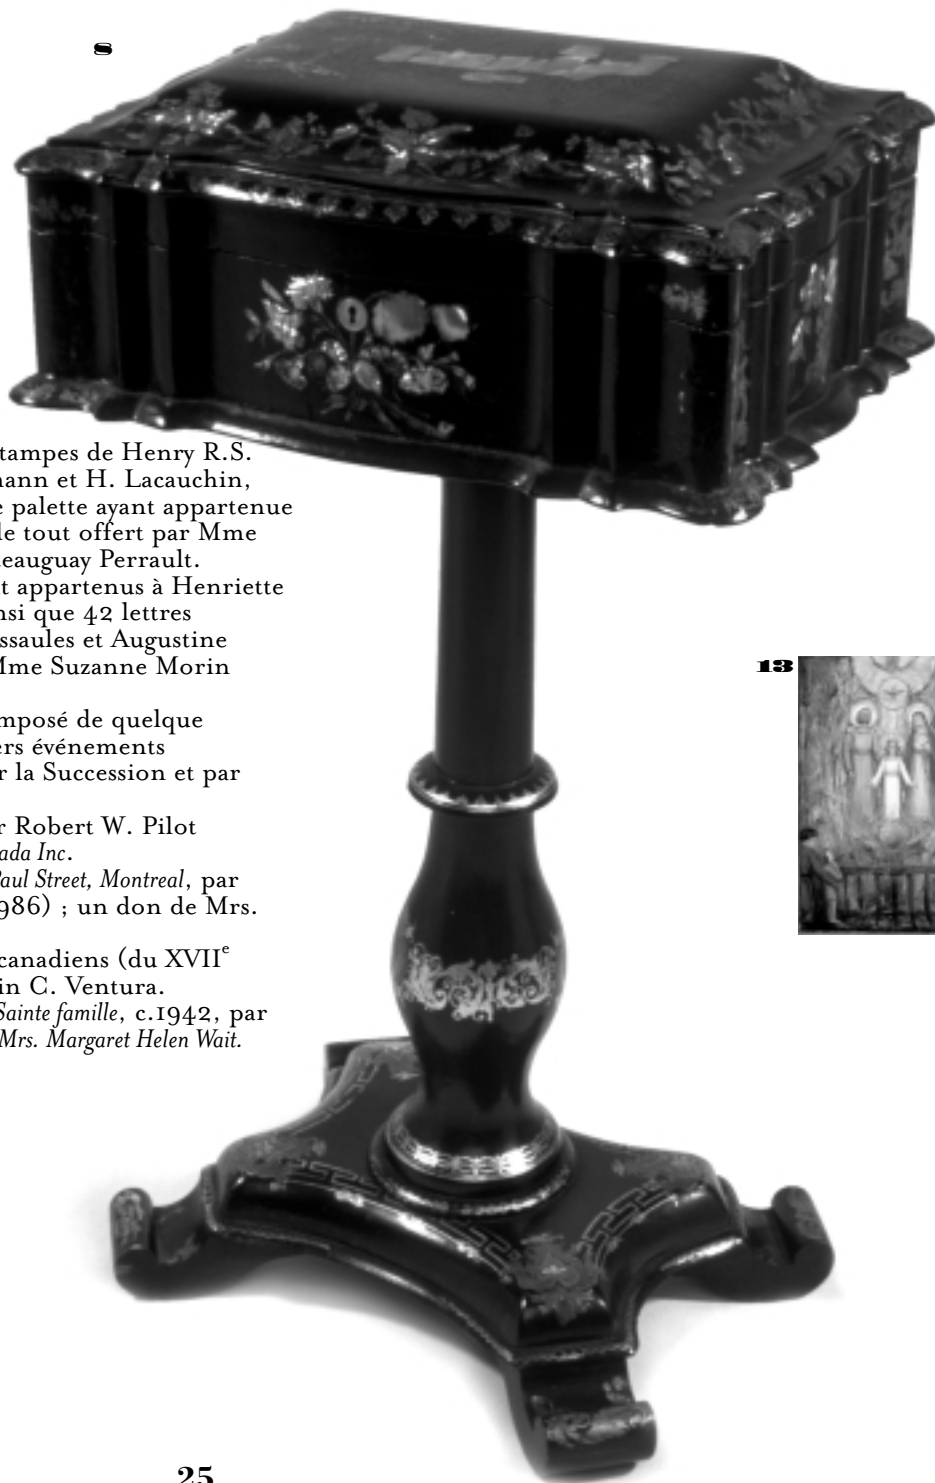 8
tampes de Henry R.S.
nann et H. Lacauchin,
e palette ayant appartenue
le tout offert par Mme
eauguay Perrault.
t appartenus à Henriette
nsi que 42 lettres
ssaules et Augustine
Mme Suzanne Morin
13
mposé de quelque
ers événements
r la Succession et par
r Robert W. Pilot
ada Inc.
Paul Street, Montreal, par
986) ; un don de Mrs.
canadiens (du XVIIe
in C. Ventura.
Sainte famille, c.1942, par
Mrs. Margaret Helen Wait.
25